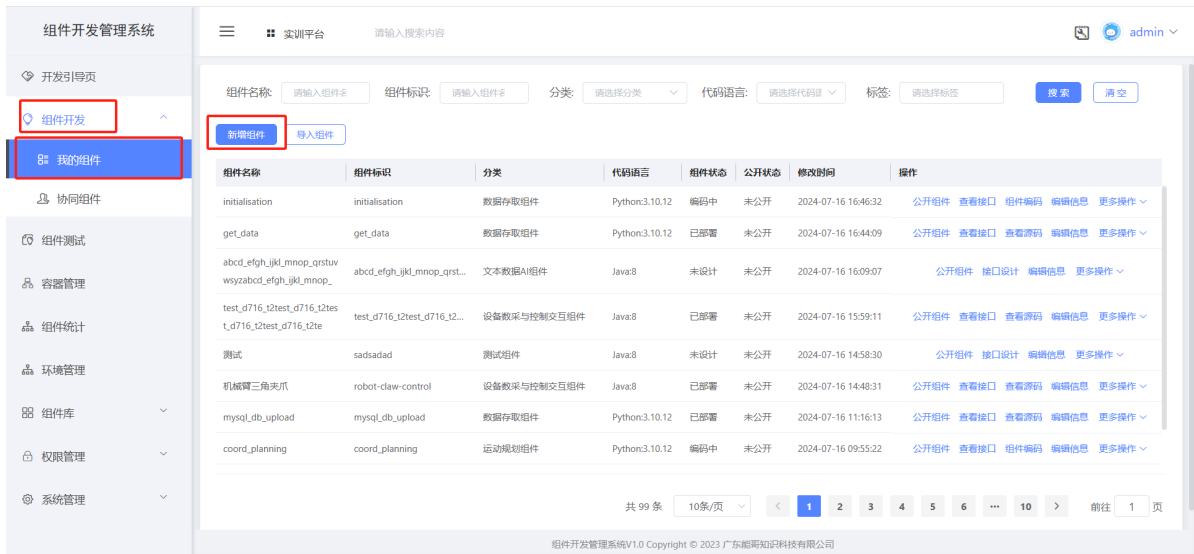 组件开发管理系统
实训平台
请输入搜索内容
admin
开发引导页
组件开发
我的组件
协同组件
组件测试
容器管理
组件统计
环境管理
组件库
权限管理
系统管理
组件名称: 请输入组件名 组件标识: 请输入组件名 分类: 请选择分类 代码语言: 请选择代码语 标签: 请选择标签 搜索 清空
新增组件 导入组件
组件名称 组件标识 分类 代码语言 组件状态 公开状态 修改时间 操作
initialisation initialisation 数据存取组件 Python:3.10.12 编码中 未公开 2024-07-16 16:46:32 公开组件 查看接口 组件编码 编辑信息 更多操作
get_data get_data 数据存取组件 Python:3.10.12 已部署 未公开 2024-07-16 16:44:09 公开组件 查看接口 查看源码 编辑信息 更多操作
abcd_efgh_ijkl_mnop_qrstuv
wsyzabcd_efgh_ijkl_mnop_
abcd_efgh_ijkl_mnop_qrst... 文本数据AI组件 Java:8 未设计 未公开 2024-07-16 16:09:07 公开组件 接口设计 编辑信息 更多操作
test_d716_t2test_d716_t2tes
t_d716_t2test_d716_t2te
test_d716_t2test_d716_t2... 设备数采与控制交互组件 Java:8 已部署 未公开 2024-07-16 15:59:11 公开组件 查看接口 查看源码 编辑信息 更多操作
测试 sadsadad 测试组件 Java:8 未设计 未公开 2024-07-16 14:58:30 公开组件 接口设计 编辑信息 更多操作
机械臂三角夹爪 robot-claw-control 设备数采与控制交互组件 Java:8 已部署 未公开 2024-07-16 14:48:31 公开组件 查看接口 查看源码 编辑信息 更多操作
mysql_db_upload mysql_db_upload 数据存取组件 Python:3.10.12 已部署 未公开 2024-07-16 11:16:13 公开组件 查看接口 查看源码 编辑信息 更多操作
coord_planning coord_planning 运动规划组件 Python:3.10.12 编码中 未公开 2024-07-16 09:55:22 公开组件 查看接口 组件编码 编辑信息 更多操作
共 99 条 10条/页 < 1 2 3 4 5 6 ··· 10 > 前往 1 页
组件开发管理系统V1.0 Copyright © 2023 广东能哥知识科技有限公司